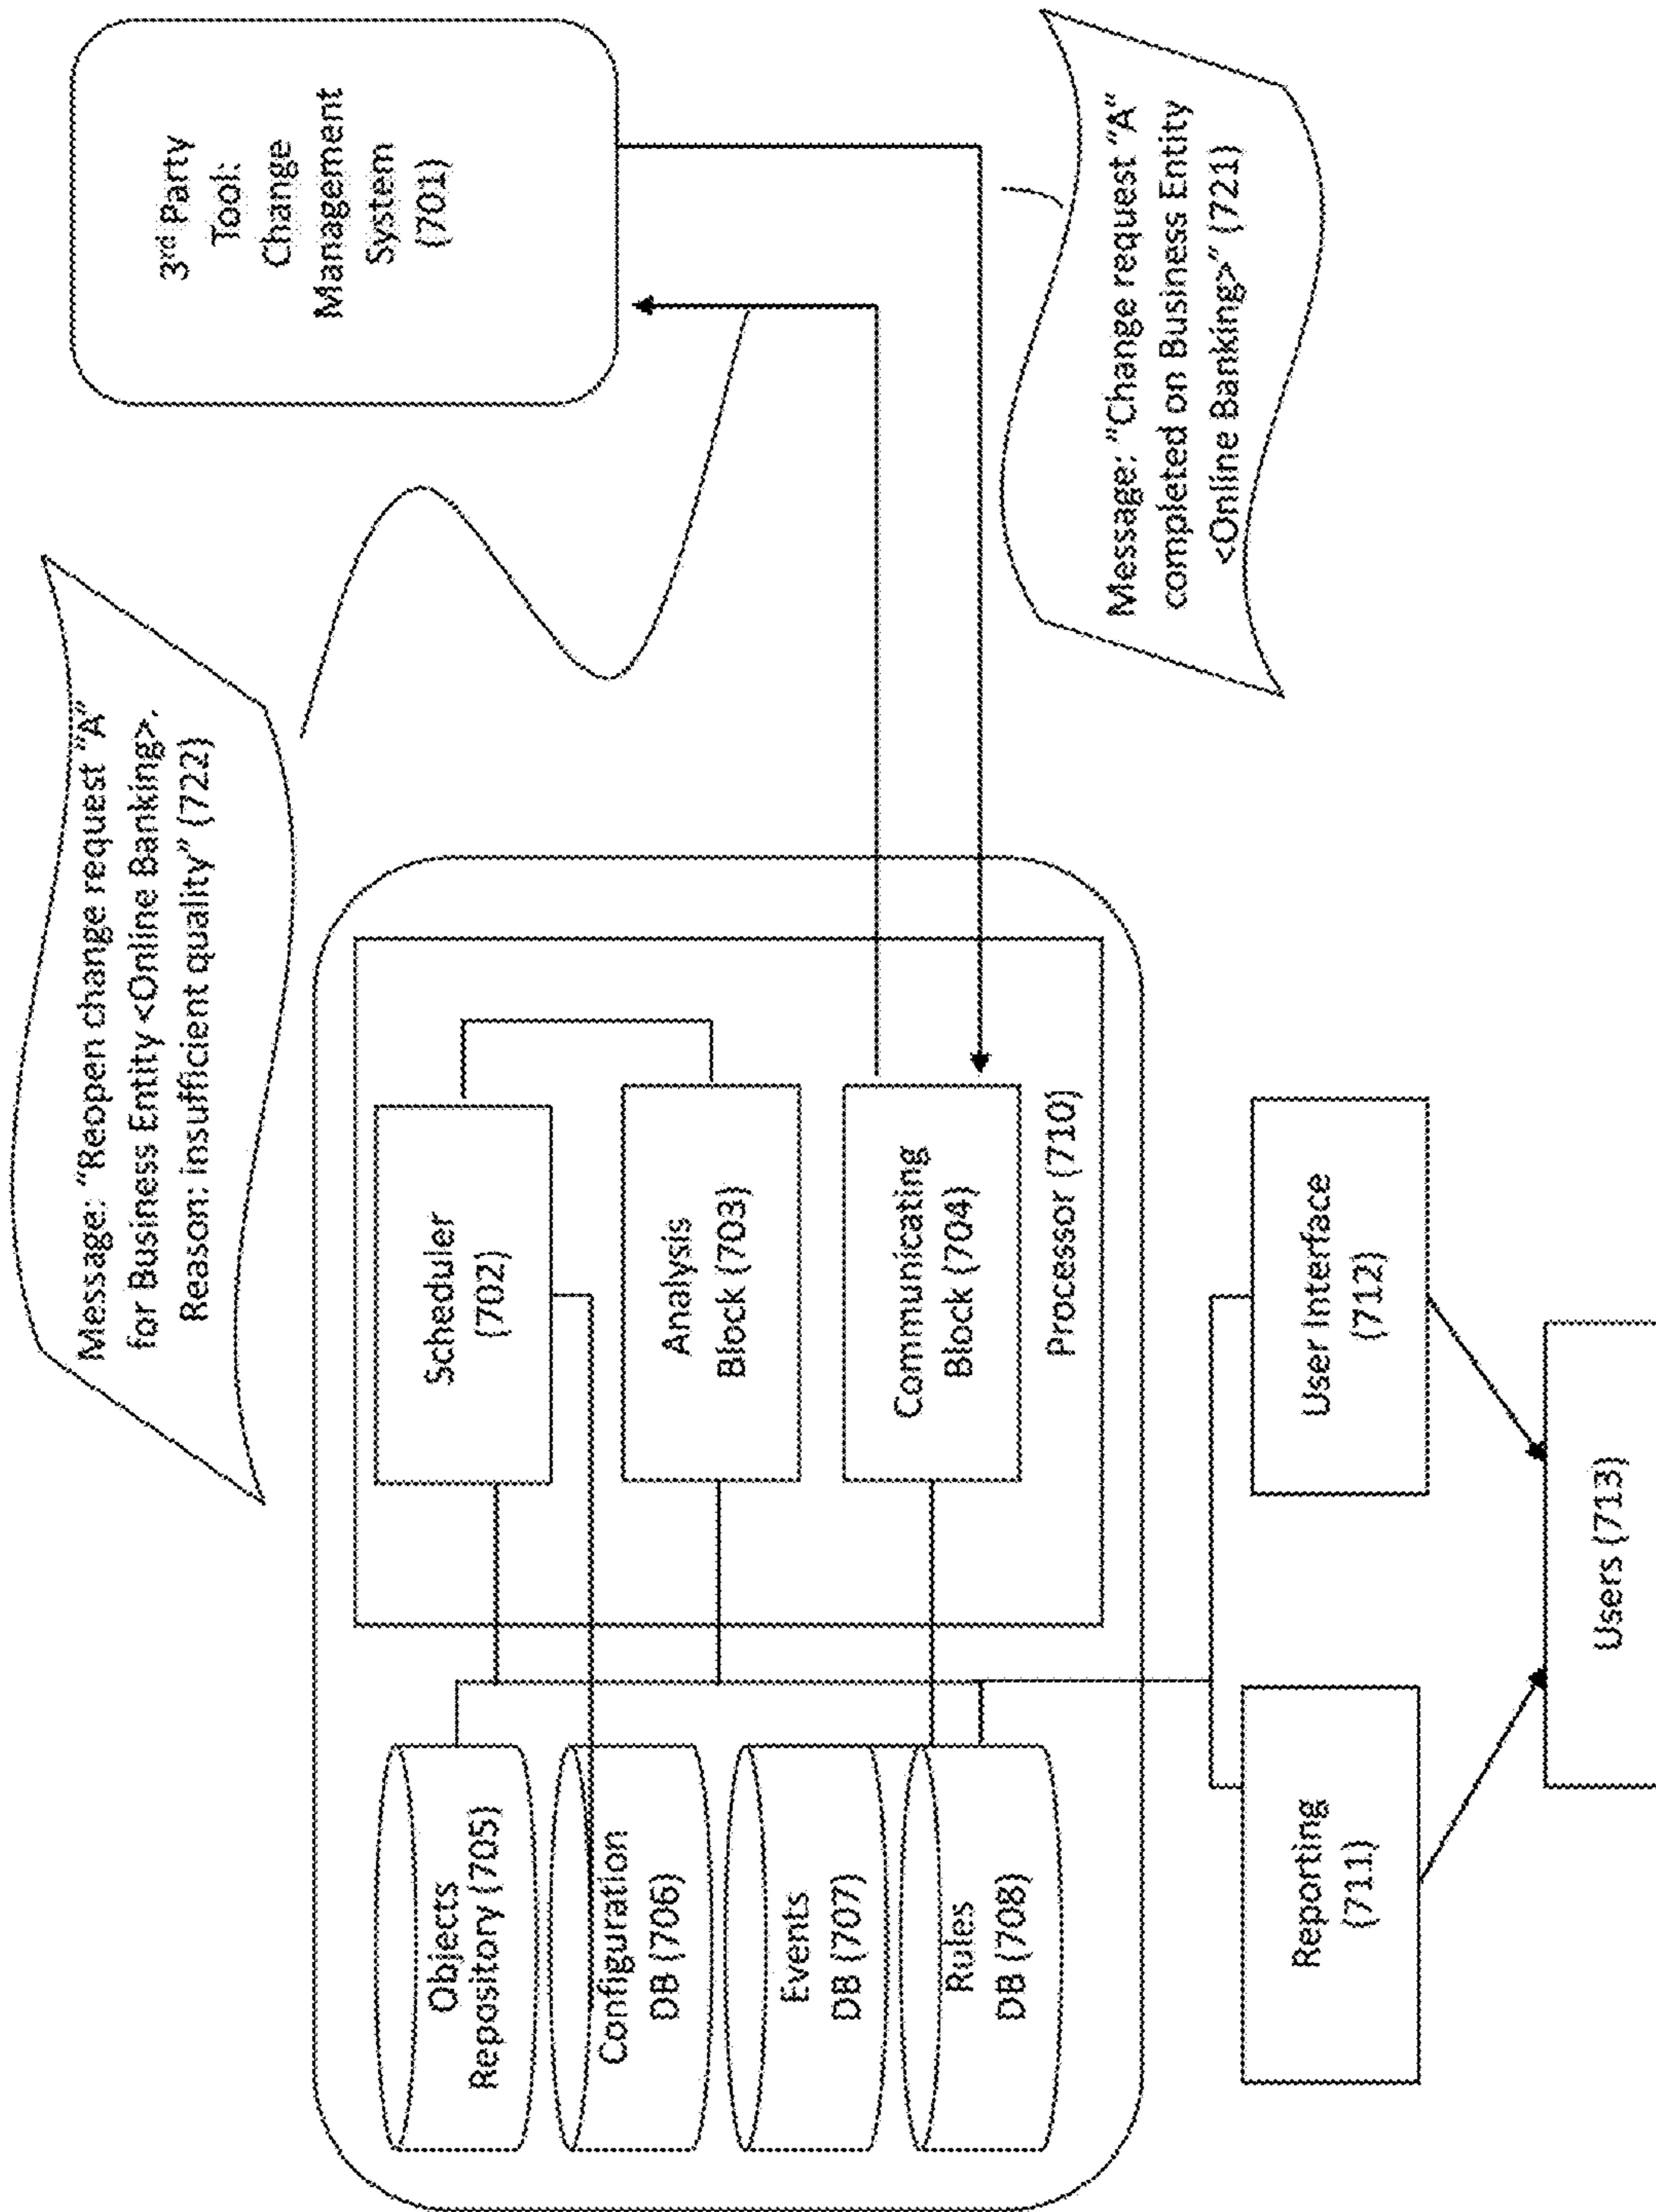 Message: "Reopen change request "A"
for Business Entity <Online Banking>.
Reason: insufficient quality" (722)
3rd Party
Tool:
Change
Management
System
(701)
Objects
Repository (705)
Configuration
DB (706)
Events
DB (707)
Rules
DB (708)
Scheduler
(702)
Analysis
Block (703)
Communicating
Block (704)
Processor (710)
Message: "Change request "A"
completed on Business Entity
<Online Banking>" (721)
Reporting
(711)
User Interface
(712)
Users (713)